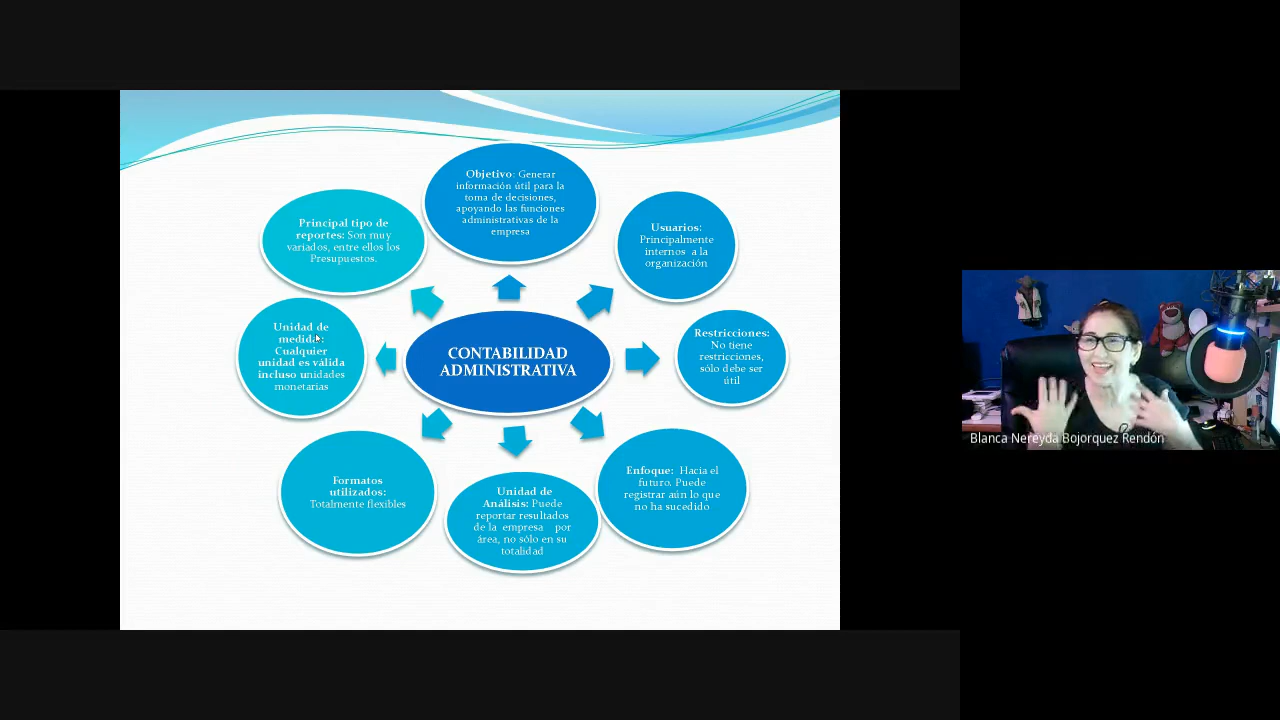 Objetivo: Generar
información útil para la
toma de decisiones,
apoyando las funciones
administrativas de la
empresa
Usuarios:
Principalmente
internos a la
organización
Restricciones:
No tiene
restricciones,
sólo debe ser
útil
Enfoque: Hacia el
futuro. Puede
registrar aún lo que
no ha sucedido
Unidad de
Análisis: Puede
reportar resultados
de la empresa por
área, no sólo en su
totalidad
Formatos
utilizados:
Totalmente flexibles
Unidad de
medida:
Cualquier
unidad es válida
incluso unidades
monetarias
Principal tipo de
reportes: Son muy
variados, entre ellos los
Presupuestos.
CONTABILIDAD
ADMINISTRATIVA
Blanca Nereyda Bojorquez Rendón